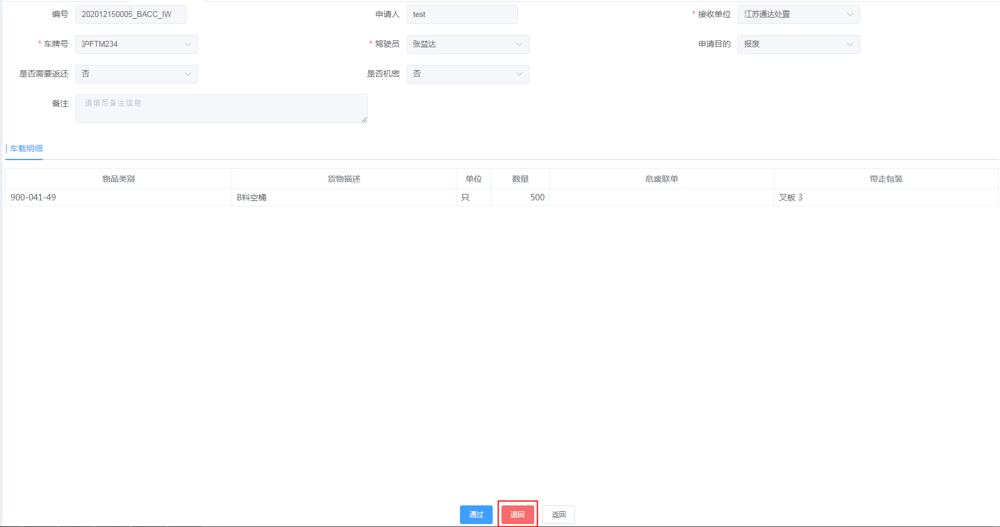 编号 202012150005_BACC_IW 申请人 test * 接收单位 江苏通达处置
* 车牌号 沪FTM234 * 驾驶员 张益达 申请目的 报废
是否需要返还 否 是否机密 否
备注 请填写备注信息
车载明细
物品类别 货物描述 单位 数量 危废联单 带走包装
900-041-49 B料空桶 只 500 叉板 3
通过 退回 返回